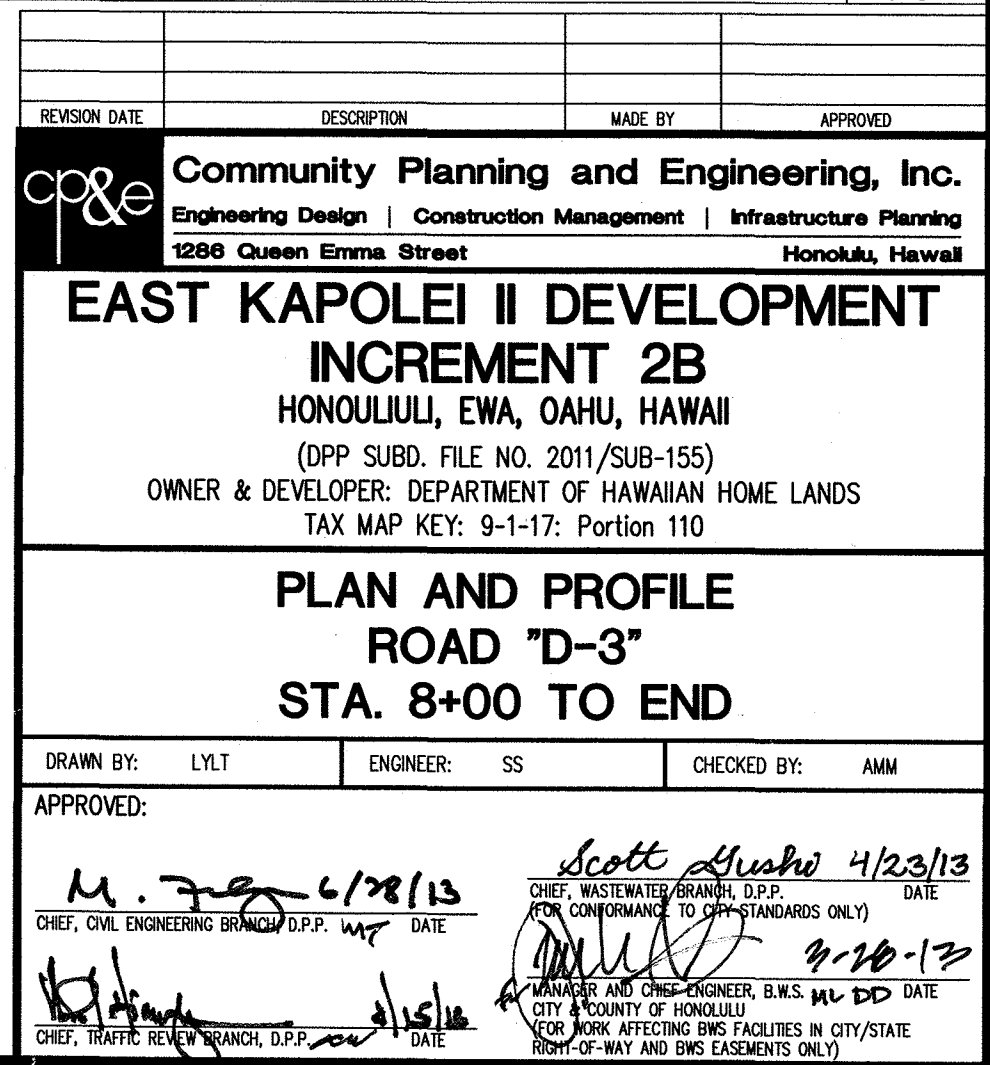 REVISION DATE DESCRIPTION MADE BY APPROVED
cp&e
Community Planning and Engineering, Inc.
Engineering Design | Construction Management | Infrastructure Planning
1286 Queen Emma Street Honolulu, Hawaii
EAST KAPOLEI II DEVELOPMENT
INCREMENT 2B
HONOULIULI, EWA, OAHU, HAWAII
(DPP SUBD. FILE NO. 2011/SUB-155)
OWNER & DEVELOPER: DEPARTMENT OF HAWAIIAN HOME LANDS
TAX MAP KEY: 9-1-17: Portion 110
PLAN AND PROFILE
ROAD "D-3"
STA. 8+00 TO END
DRAWN BY: LYLT ENGINEER: SS CHECKED BY: AMM
APPROVED:
M. 6/28/13
CHIEF, CIVIL ENGINEERING BRANCH, D.P.P. MT DATE
CHIEF, TRAFFIC REVIEW BRANCH, D.P.P. DATE
Scott 4/23/13
CHIEF, WASTEWATER BRANCH, D.P.P. DATE
(FOR CONFORMANCE TO CITY STANDARDS ONLY)
MANAGER AND CHIEF ENGINEER, B.W.S. ML DD DATE
CITY & COUNTY OF HONOLULU
(FOR WORK AFFECTING BWS FACILITIES IN CITY/STATE
RIGHT-OF-WAY AND BWS EASEMENTS ONLY)